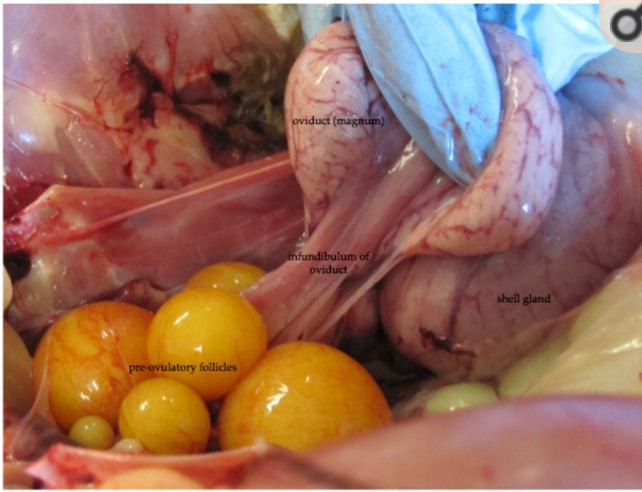 oviduct (magnum)
infundibulum of
oviduct
shell gland
pre-ovulatory follicles